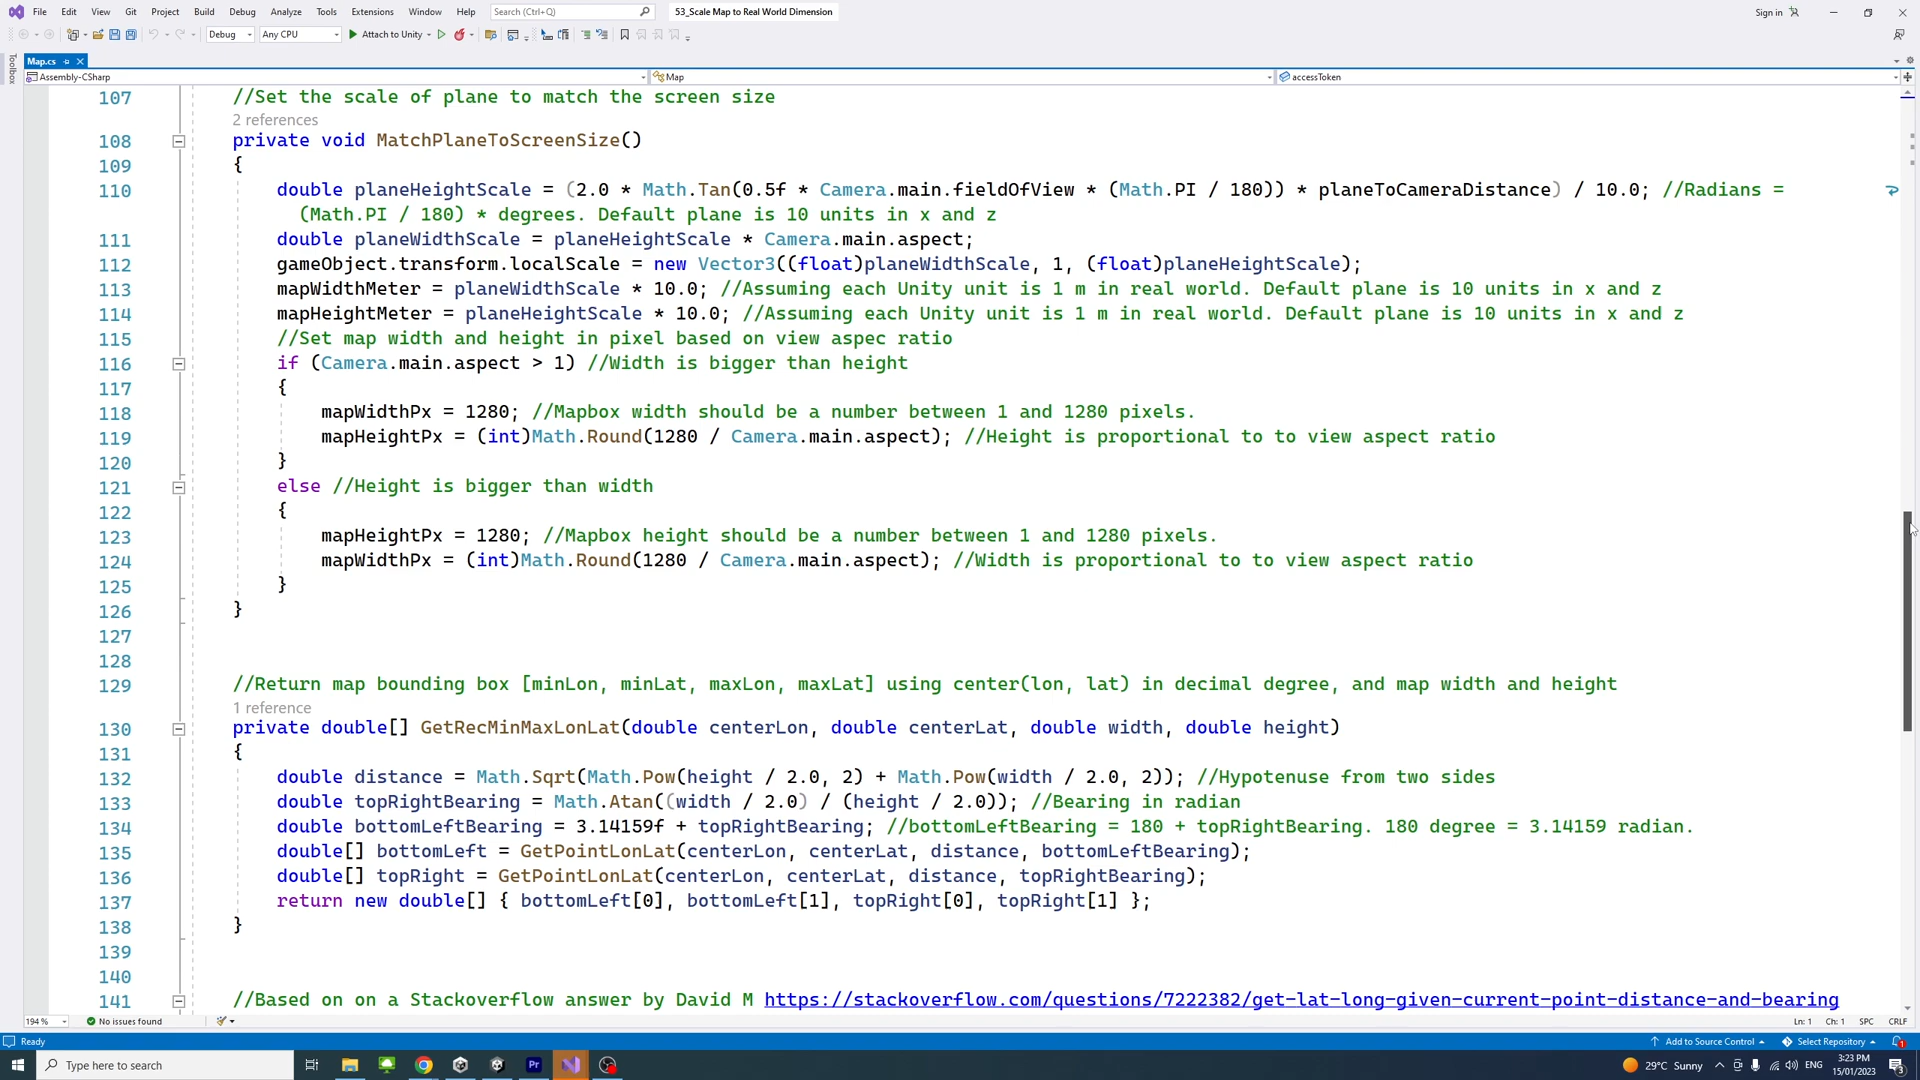 File Edit View Git Project Build Debug Analyze Tools Extensions Window Help Search (Ctrl+Q) 53_Scale Map to Real World Dimension Sign in
Debug Any CPU Attach to Unity
Toolbox
Map.cs
Assembly-CSharp Map accessToken
107 //Set the scale of plane to match the screen size
2 references
108 private void MatchPlaneToScreenSize()
109 {
110 double planeHeightScale = (2.0 * Math.Tan(0.5f * Camera.main.fieldOfView * (Math.PI / 180)) * planeToCameraDistance) / 10.0; //Radians =
(Math.PI / 180) * degrees. Default plane is 10 units in x and z
111 double planeWidthScale = planeHeightScale * Camera.main.aspect;
112 gameObject.transform.localScale = new Vector3((float)planeWidthScale, 1, (float)planeHeightScale);
113 mapWidthMeter = planeWidthScale * 10.0; //Assuming each Unity unit is 1 m in real world. Default plane is 10 units in x and z
114 mapHeightMeter = planeHeightScale * 10.0; //Assuming each Unity unit is 1 m in real world. Default plane is 10 units in x and z
115 //Set map width and height in pixel based on view aspec ratio
116 if (Camera.main.aspect > 1) //Width is bigger than height
117 {
118 mapWidthPx = 1280; //Mapbox width should be a number between 1 and 1280 pixels.
119 mapHeightPx = (int)Math.Round(1280 / Camera.main.aspect); //Height is proportional to to view aspect ratio
120 }
121 else //Height is bigger than width
122 {
123 mapHeightPx = 1280; //Mapbox height should be a number between 1 and 1280 pixels.
124 mapWidthPx = (int)Math.Round(1280 / Camera.main.aspect); //Width is proportional to to view aspect ratio
125 }
126 }
127
128
129 //Return map bounding box [minLon, minLat, maxLon, maxLat] using center(lon, lat) in decimal degree, and map width and height
1 reference
130 private double[] GetRecMinMaxLonLat(double centerLon, double centerLat, double width, double height)
131 {
132 double distance = Math.Sqrt(Math.Pow(height / 2.0, 2) + Math.Pow(width / 2.0, 2)); //Hypotenuse from two sides
133 double topRightBearing = Math.Atan((width / 2.0) / (height / 2.0)); //Bearing in radian
134 double bottomLeftBearing = 3.14159f + topRightBearing; //bottomLeftBearing = 180 + topRightBearing. 180 degree = 3.14159 radian.
135 double[] bottomLeft = GetPointLonLat(centerLon, centerLat, distance, bottomLeftBearing);
136 double[] topRight = GetPointLonLat(centerLon, centerLat, distance, topRightBearing);
137 return new double[] { bottomLeft[0], bottomLeft[1], topRight[0], topRight[1] };
138 }
139
140
141 //Based on on a Stackoverflow answer by David M https://stackoverflow.com/questions/7222382/get-lat-long-given-current-point-distance-and-bearing
194 % No issues found Ln: 1 Ch: 1 SPC CRLF
Ready Add to Source Control Select Repository 1
Type here to search Pr 29°C Sunny ENG 3:23 PM
15/01/2023 3